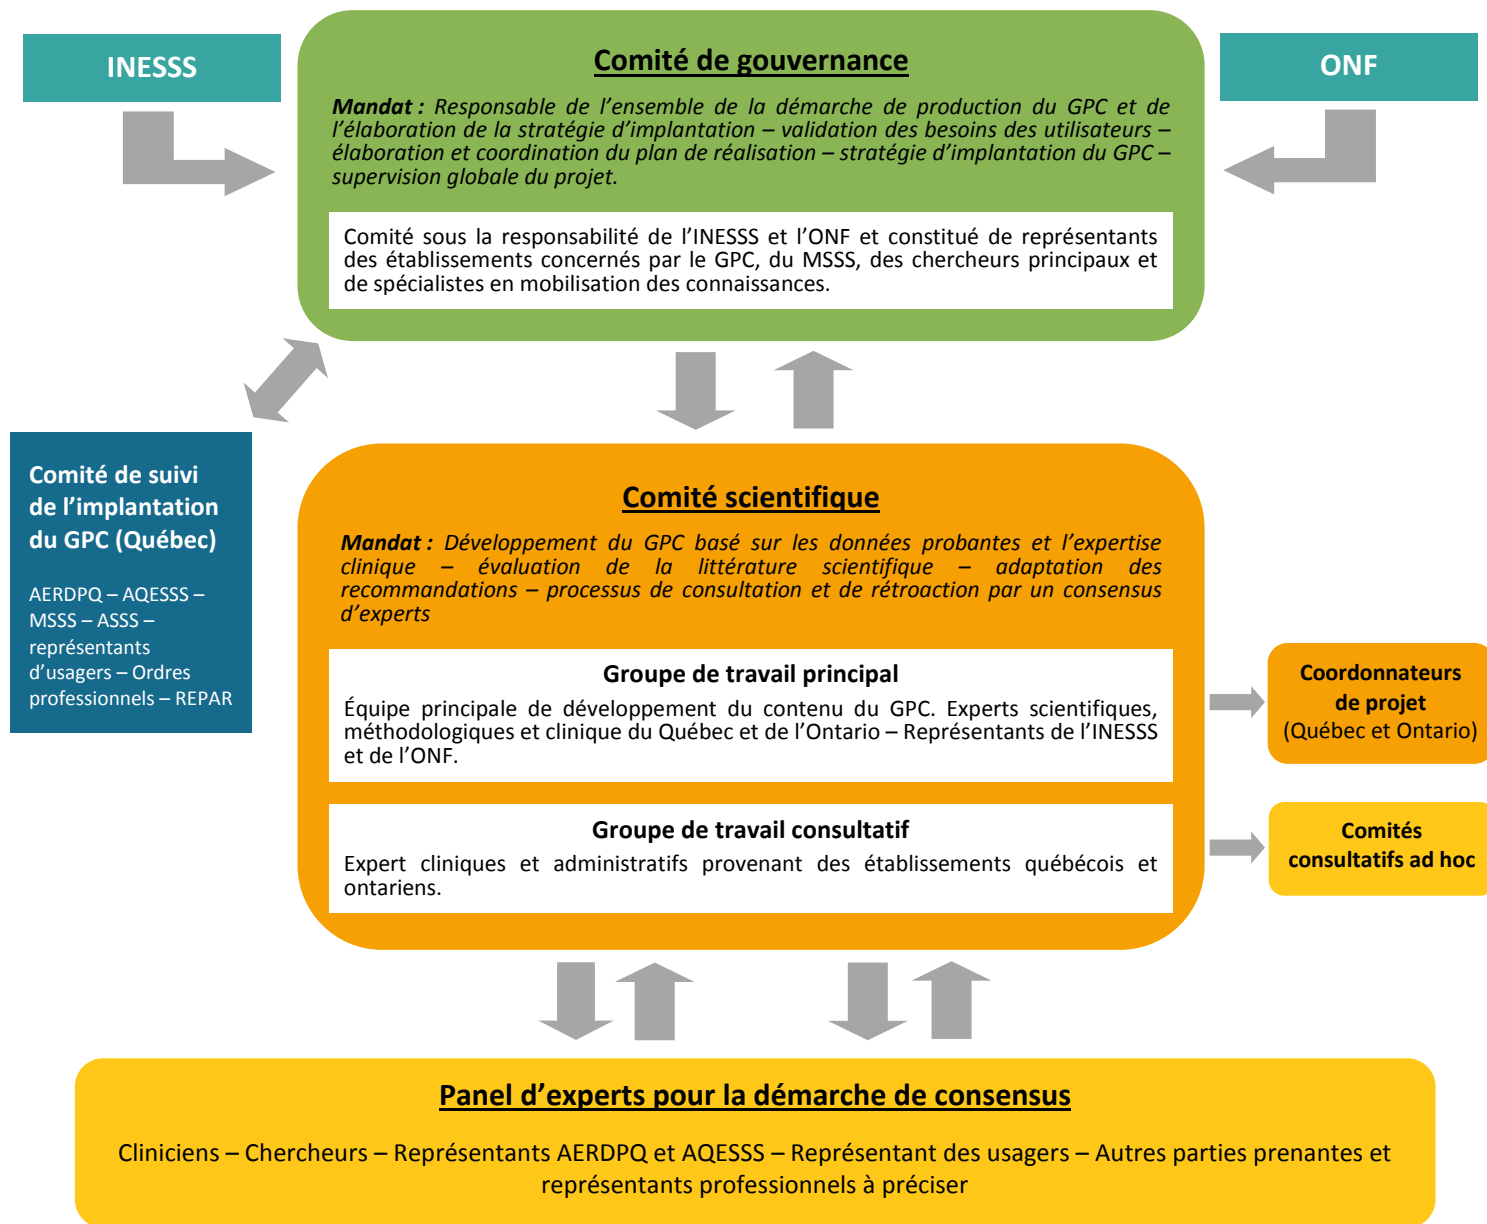 INESSS
ONF
Comité de gouvernance
Mandat : Responsable de l’ensemble de la démarche de production du GPC et de
l’élaboration de la stratégie d’implantation – validation des besoins des utilisateurs –
élaboration et coordination du plan de réalisation – stratégie d’implantation du GPC –
supervision globale du projet.
Comité sous la responsabilité de l’INESSS et l’ONF et constitué de représentants
des établissements concernés par le GPC, du MSSS, des chercheurs principaux et
de spécialistes en mobilisation des connaissances.
Comité de suivi
de l’implantation
du GPC (Québec)
AERDPQ – AQESSS –
MSSS – ASSS –
représentants
d’usagers – Ordres
professionnels – REPAR
Comité scientifique
Mandat : Développement du GPC basé sur les données probantes et l’expertise
clinique – évaluation de la littérature scientifique – adaptation des
recommandations – processus de consultation et de rétroaction par un consensus
d’experts
Groupe de travail principal
Équipe principale de développement du contenu du GPC. Experts scientifiques,
méthodologiques et clinique du Québec et de l’Ontario – Représentants de l’INESSS
et de l’ONF.
Groupe de travail consultatif
Expert cliniques et administratifs provenant des établissements québécois et
ontariens.
Coordonnateurs
de projet
(Québec et Ontario)
Comités
consultatifs ad hoc
Panel d’experts pour la démarche de consensus
Cliniciens – Chercheurs – Représentants AERDPQ et AQESSS – Représentant des usagers – Autres parties prenantes et
représentants professionnels à préciser